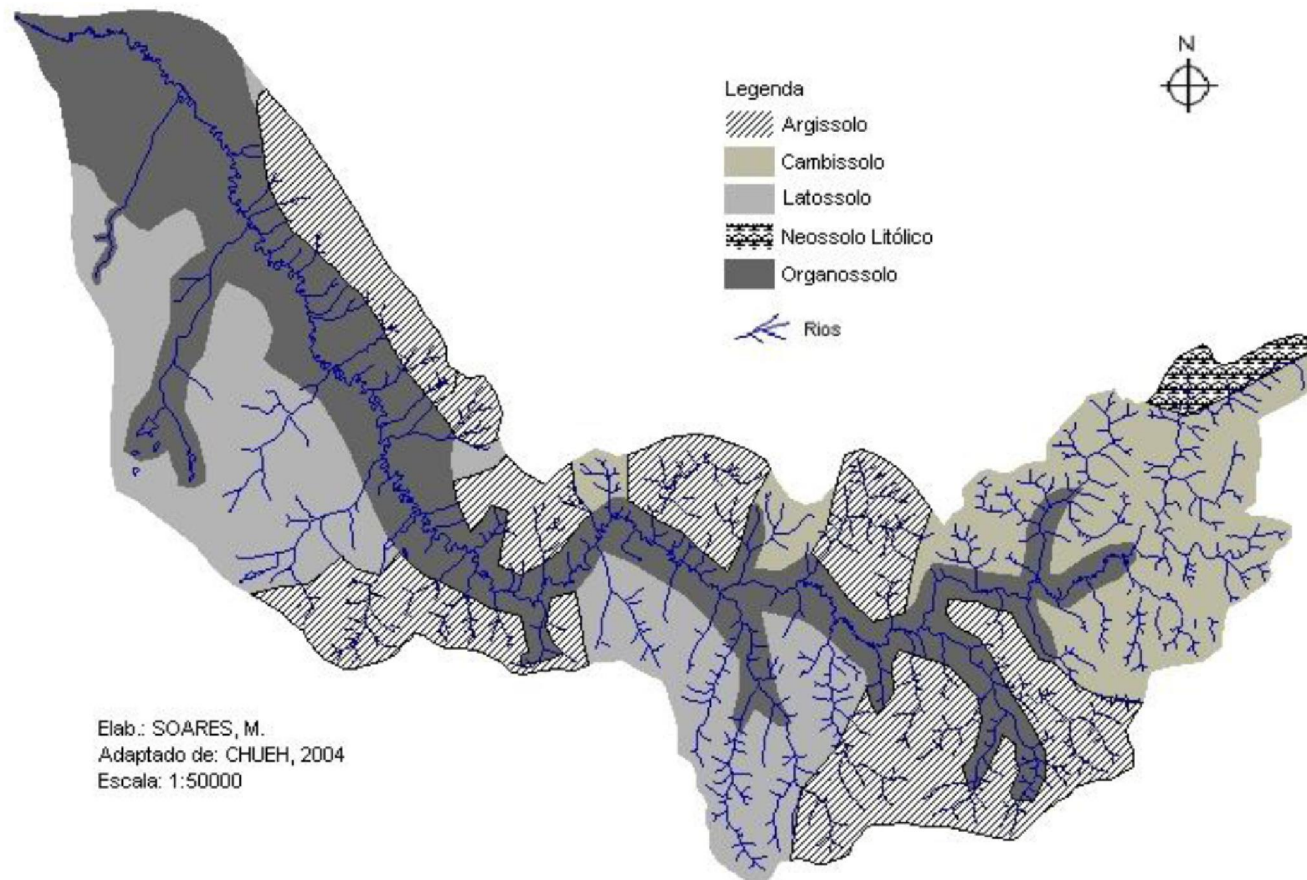 N
Legenda
Argissolo
Cambissolo
Latossolo
Neossolo Litólico
Organossolo
Rios
Elab.: SOARES, M.
Adaptado de: CHUEH, 2004
Escala: 1:50000